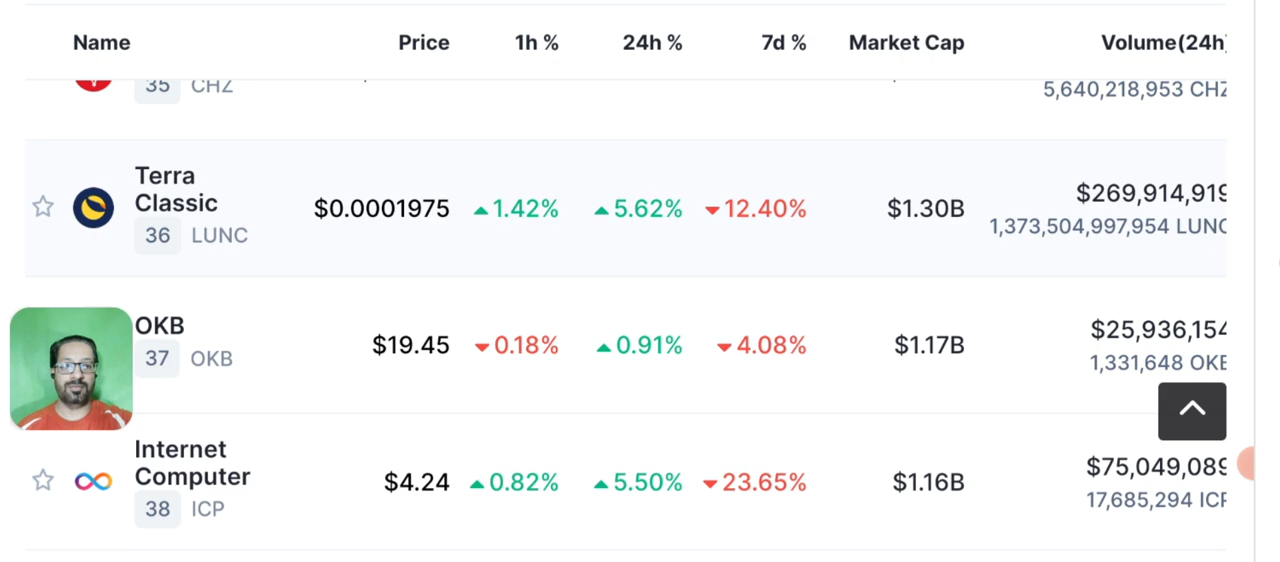 Name Price 1h % 24h % 7d % Market Cap Volume(24h)
35 CHZ 5,640,218,953 CHZ
Terra
Classic
36 LUNC
$0.0001975 1.42% 5.62% 12.40% $1.30B $269,914,919
1,373,504,997,954 LUNC
OKB
37 OKB
$19.45 0.18% 0.91% 4.08% $1.17B $25,936,154
1,331,648 OKB
Internet
Computer
38 ICP
$4.24 0.82% 5.50% 23.65% $1.16B $75,049,089
17,685,294 ICP